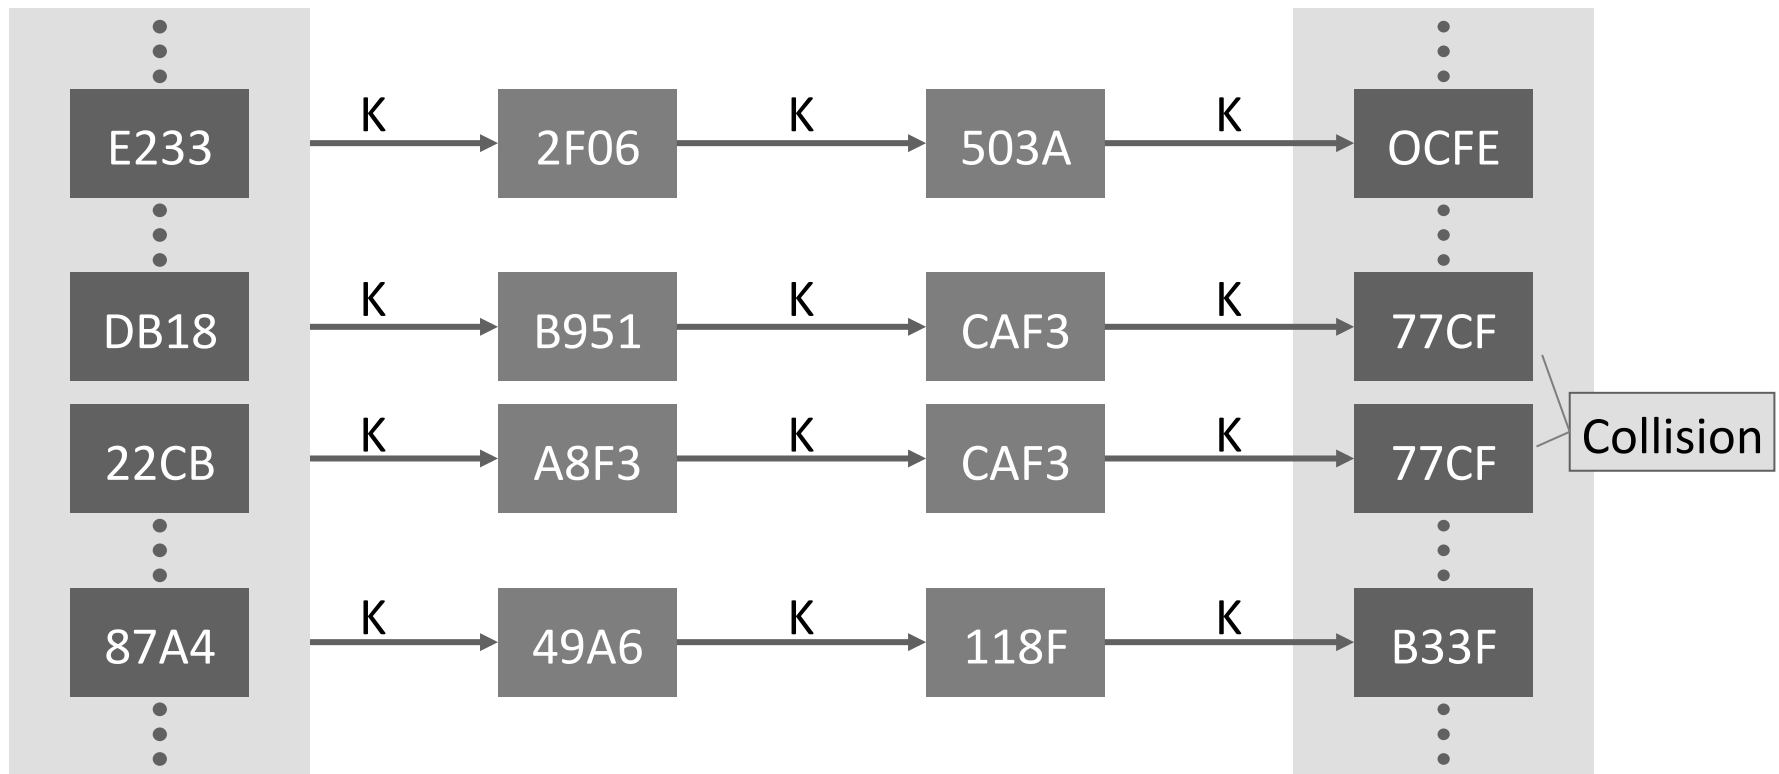 K K K
E233 2F06 503A OCFE
K K K
DB18 B951 CAF3 77CF
Collision
K K K
22CB A8F3 CAF3 77CF
K K K
87A4 49A6 118F B33F